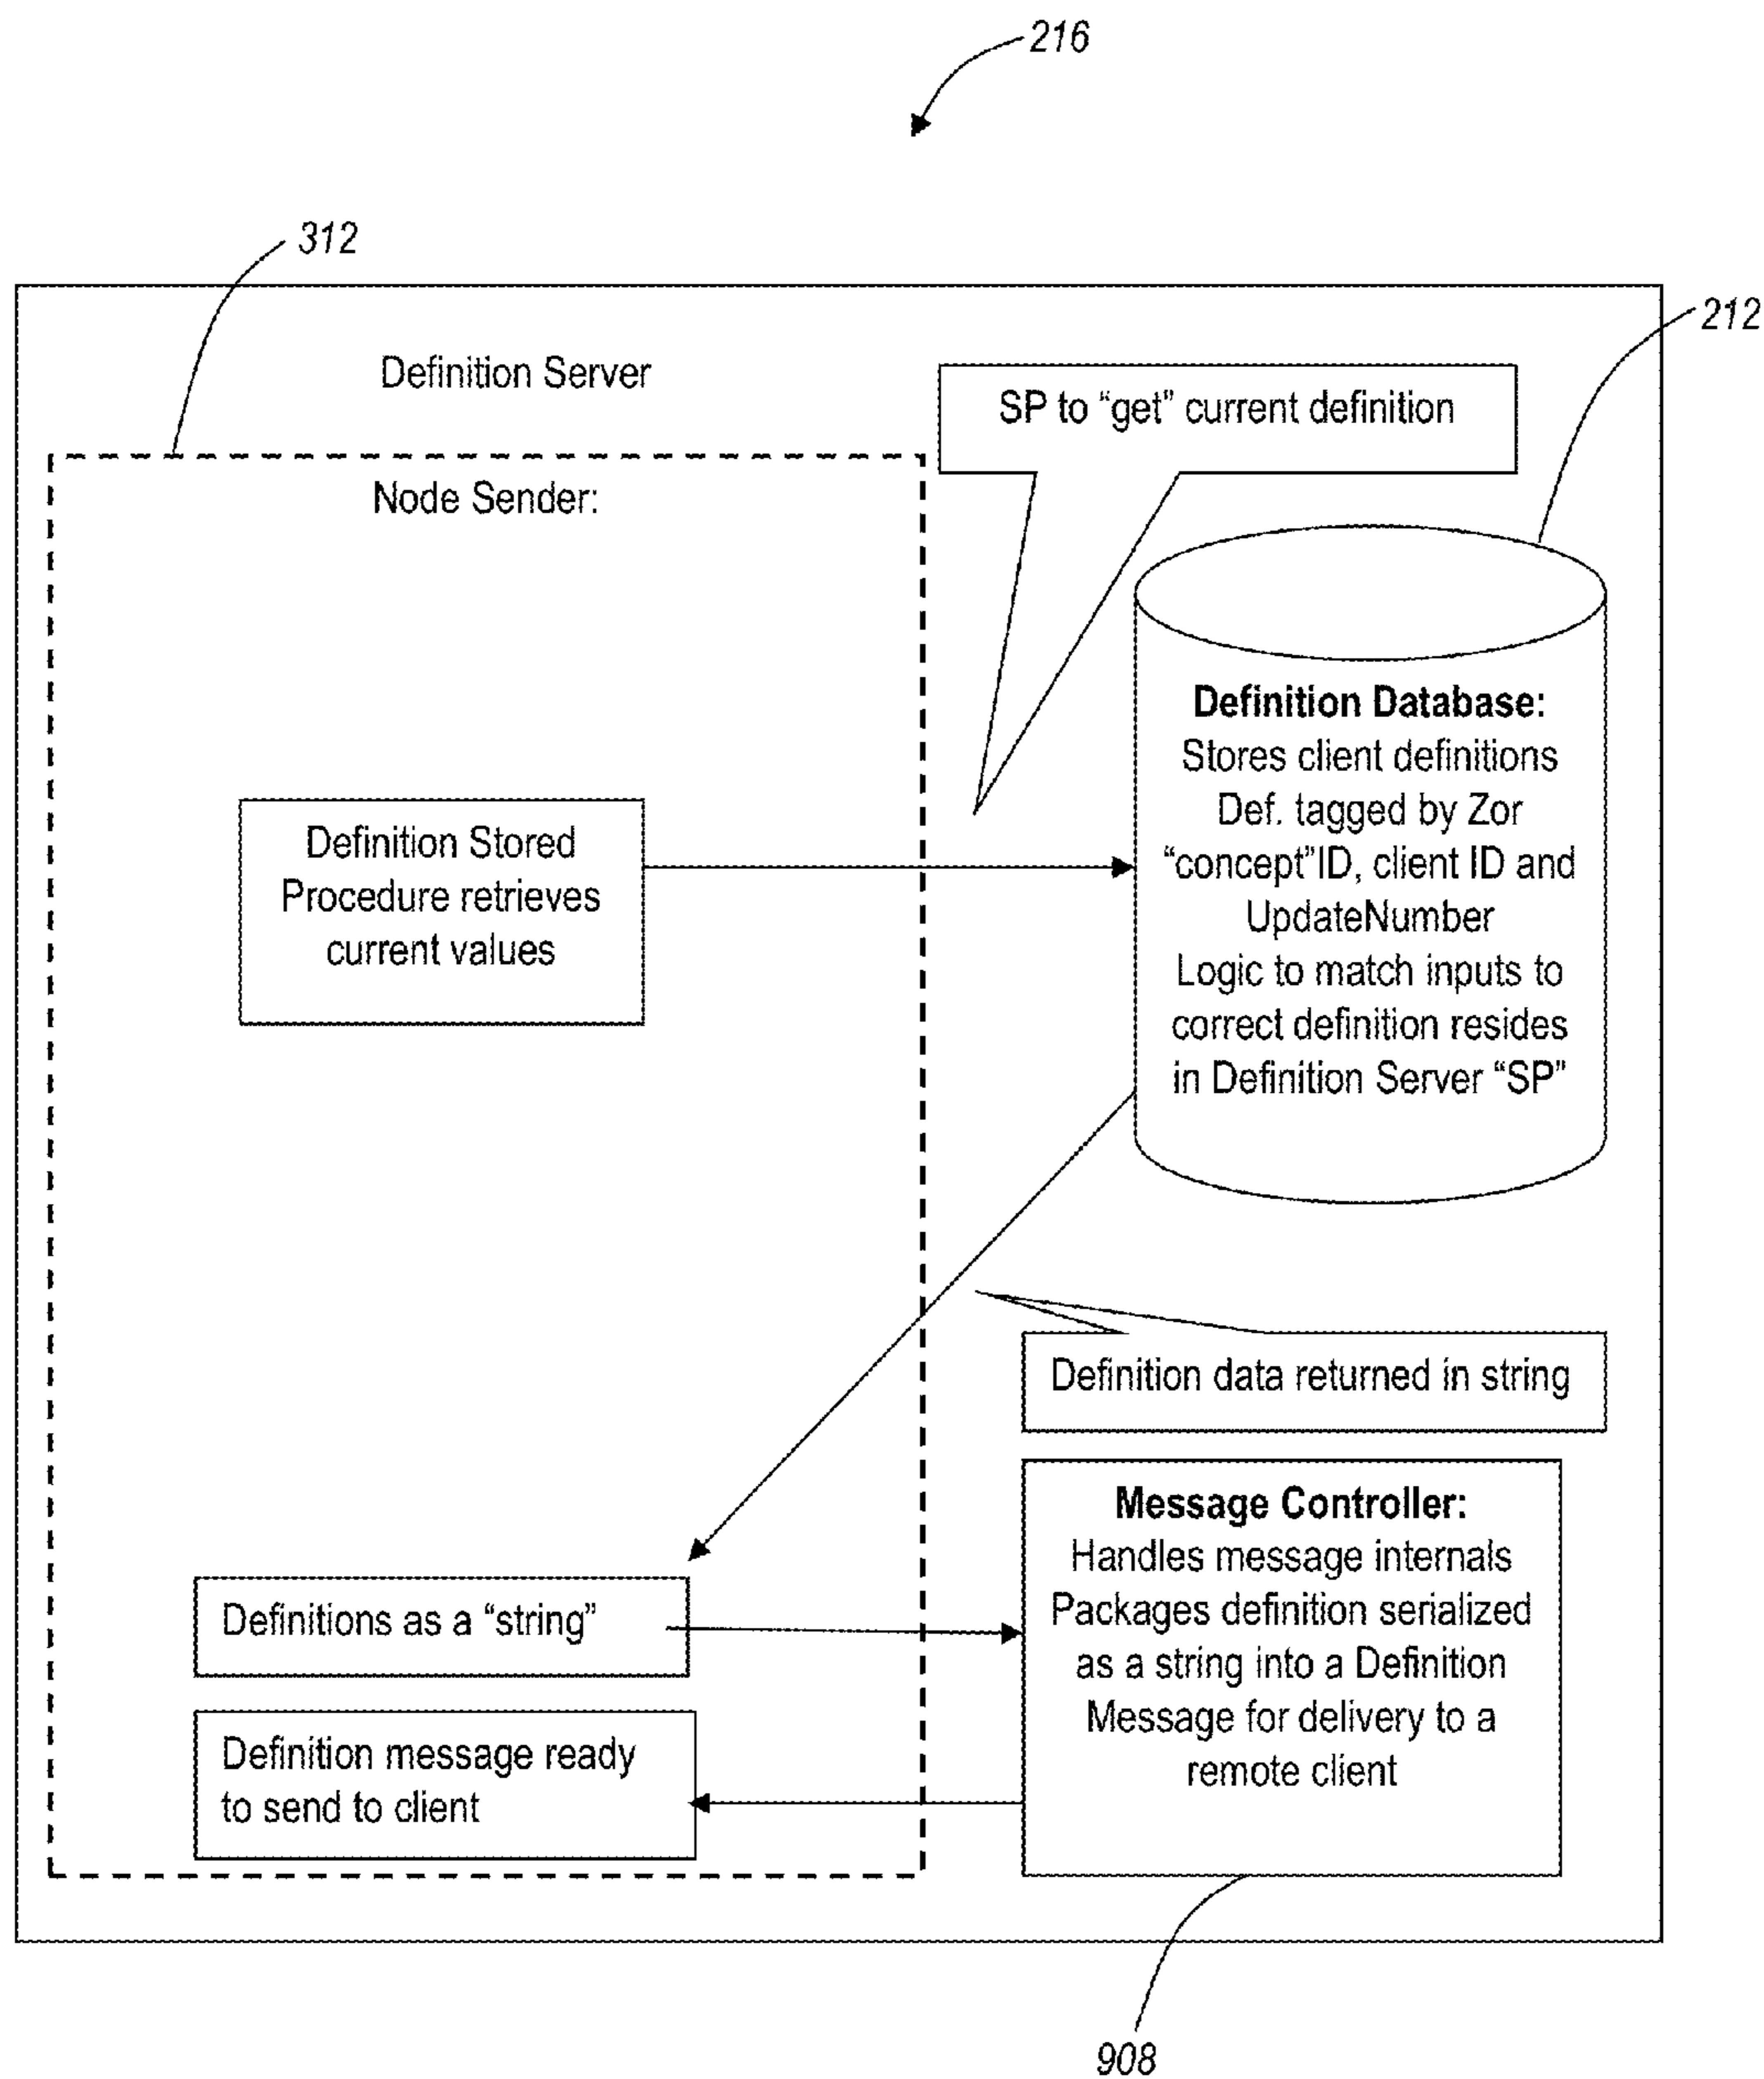 216
312
212
Definition Server
SP to “get” current definition
Node Sender:
Definition Database:
Stores client definitions
Def. tagged by Zor
“concept”ID, client ID and
UpdateNumber
Logic to match inputs to
correct definition resides
in Definition Server “SP”
Definition Stored
Procedure retrieves
current values
Definition data returned in string
Message Controller:
Handles message internals
Packages definition serialized
as a string into a Definition
Message for delivery to a
remote client
Definitions as a “string”
Definition message ready
to send to client
908